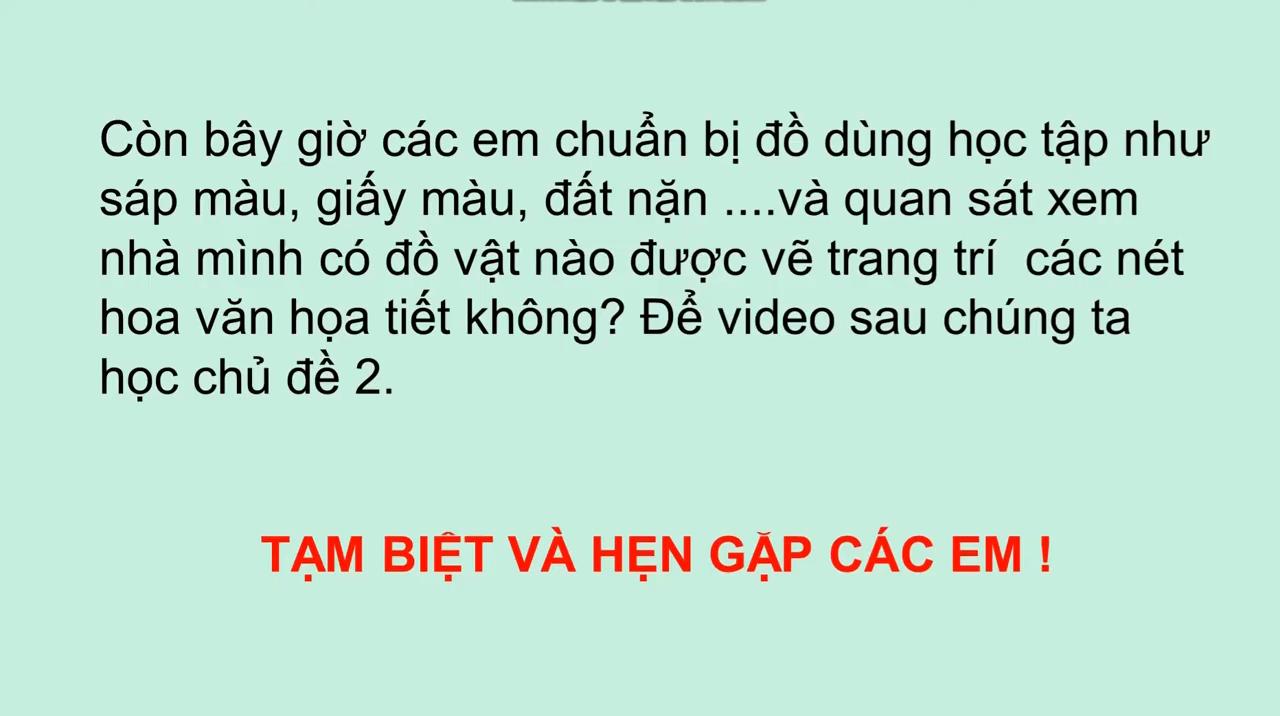 Còn bây giờ các em chuẩn bị đồ dùng học tập như
sáp màu, giấy màu, đất nặn ....và quan sát xem
nhà mình có đồ vật nào được vẽ trang trí  các nét
hoa văn họa tiết không? Để video sau chúng ta
học chủ đề 2.
TẠM BIỆT VÀ HẸN GẶP CÁC EM !